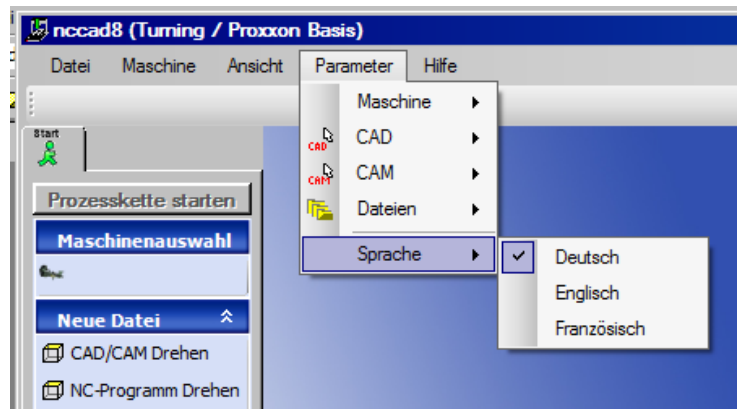 nccad8 (Turning / Proxxon Basis)
Datei Maschine Ansicht Parameter Hilfe
Start
Prozesskette starten
Maschinenauswahl
Neue Datei
CAD/CAM Drehen
NC-Programm Drehen
Maschine
CAD CAD
CAM CAM
Dateien
Sprache
Deutsch
Englisch
Französisch